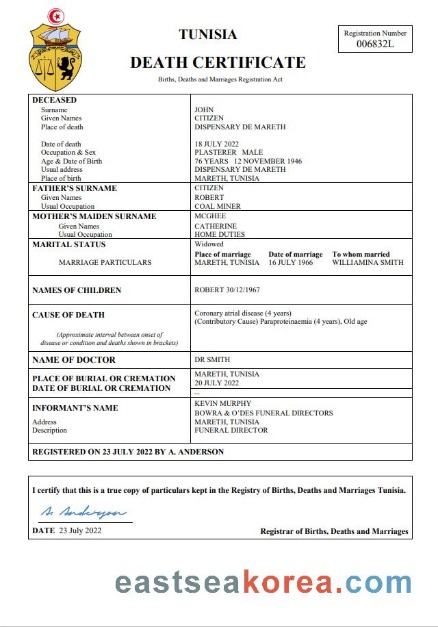 TUNISIA
DEATH CERTIFICATE
Births, Deaths and Marriages Registration Act
Registration Number
006832L
DECEASED
Surname JOHN
Given Names CITIZEN
Place of death DISPENSARY DE MARETH
Date of death 18 JULY 2022
Occupation & Sex PLASTERER MALE
Age & Date of Birth 76 YEARS 12 NOVEMBER 1946
Usual address DISPENSARY DE MARETH
Place of birth MARETH, TUNISIA
FATHER'S SURNAME CITIZEN
Given Names ROBERT
Usual Occupation COAL MINER
MOTHER'S MAIDEN SURNAME MCGHEE
Given Names CATHERINE
Usual Occupation HOME DUTIES
MARITAL STATUS Widowed
Place of marriage Date of marriage To whom married
MARRIAGE PARTICULARS MARETH, TUNISIA 16 JULY 1966 WILLIAMINA SMITH
NAMES OF CHILDREN ROBERT 30/12/1967
CAUSE OF DEATH Coronary atrial disease (4 years)
(Contributory Cause) Paraproteinaemia (4 years), Old age
(Approximate interval between onset of
disease or condition and deaths shown in brackets)
NAME OF DOCTOR DR SMITH
PLACE OF BURIAL OR CREMATION MARETH, TUNISIA
DATE OF BURIAL OR CREMATION 20 JULY 2022
--
INFORMANT'S NAME KEVIN MURPHY
BOWRA & O'DES FUNERAL DIRECTORS
Address MARETH, TUNISIA
Description FUNERAL DIRECTOR
REGISTERED ON 23 JULY 2022 BY A. ANDERSON
I certify that this is a true copy of particulars kept in the Registry of Births, Deaths and Marriages Tunisia.
A. Anderson
DATE 23 July 2022 Registrar of Births, Deaths and Marriages
eastseakorea.com